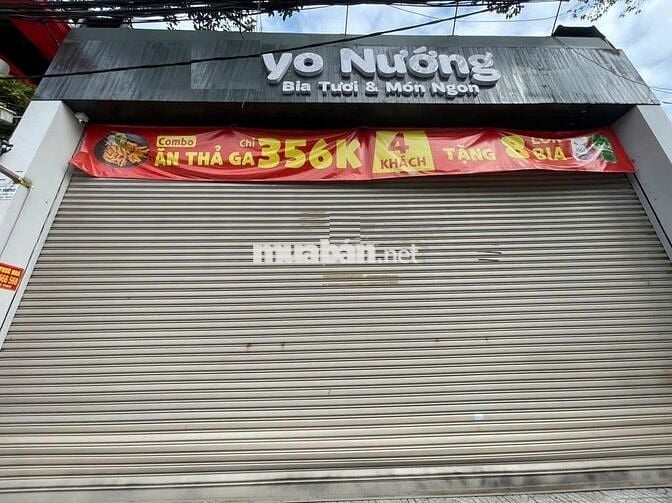 yo Nướng
Bia Tươi & Món Ngon
Combo Chỉ
ĂN THẢ GA 356K 4 KHÁCH TẶNG 8 LON BIA
muaban.net